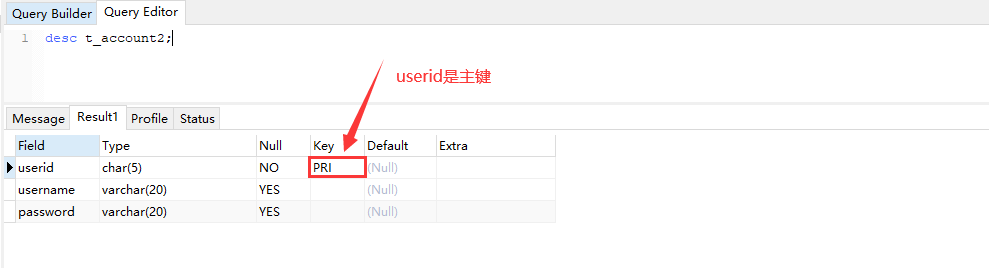 Query Builder Query Editor
1 desc t_account2;
userid是主键
Message Result1 Profile Status
Field Type Null Key Default Extra
userid char(5) NO PRI (Null)
username varchar(20) YES (Null)
password varchar(20) YES (Null)